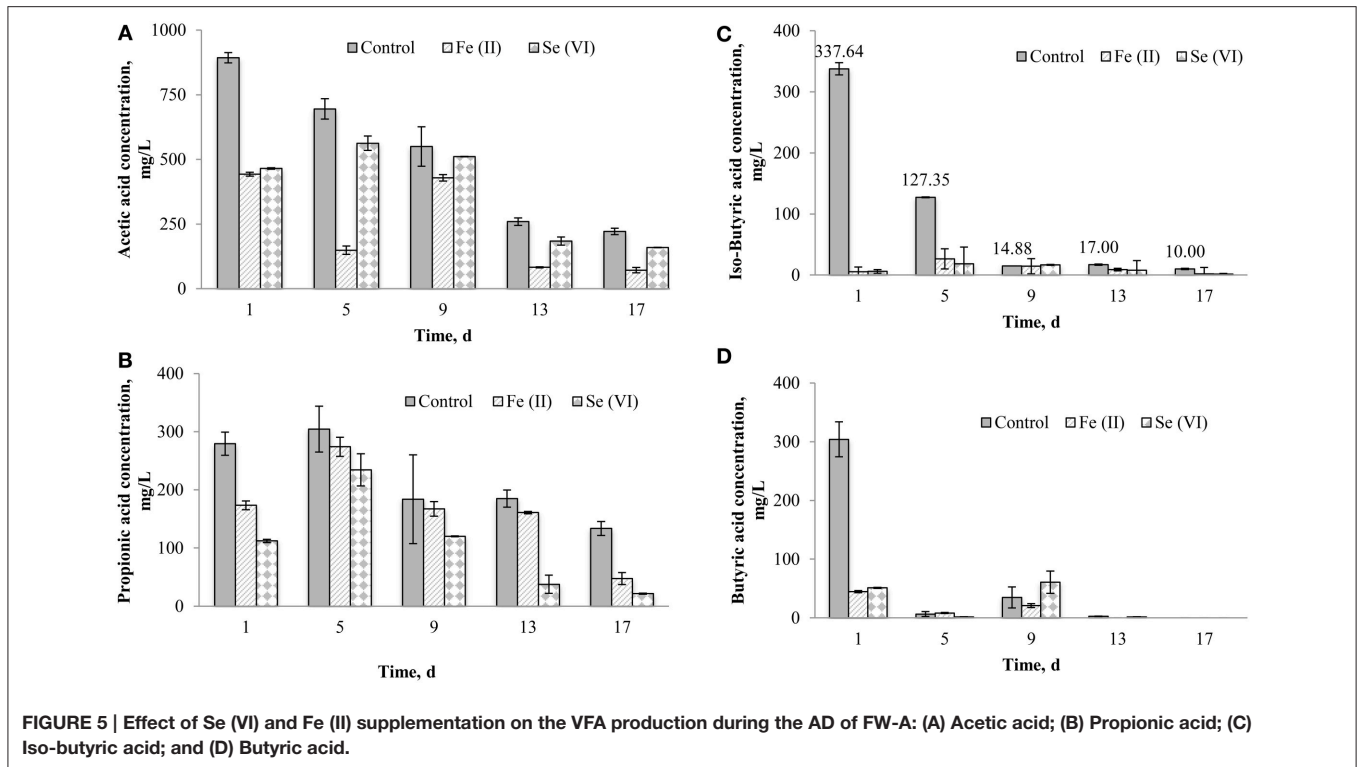 A
1000
750
500
250
0
Acetic acid concentration,
mg/L
Control Fe (II) Se (VI)
1 5 9 13 17
Time, d
B
400
300
200
100
0
Propionic acid concentration,
mg/L
Control Fe (II) Se (VI)
1 5 9 13 17
Time, d
C
400
300
200
100
0
Iso-Butyric acid concentration,
mg/L
Control Fe (II) Se (VI)
337.64
127.35
14.88
17.00
10.00
1 5 9 13 17
Time, d
D
400
300
200
100
0
Butyric acid concentration,
mg/L
Control Fe (II) Se (VI)
1 5 9 13 17
Time, d
FIGURE 5 | Effect of Se (VI) and Fe (II) supplementation on the VFA production during the AD of FW-A: (A) Acetic acid; (B) Propionic acid; (C)
Iso-butyric acid; and (D) Butyric acid.